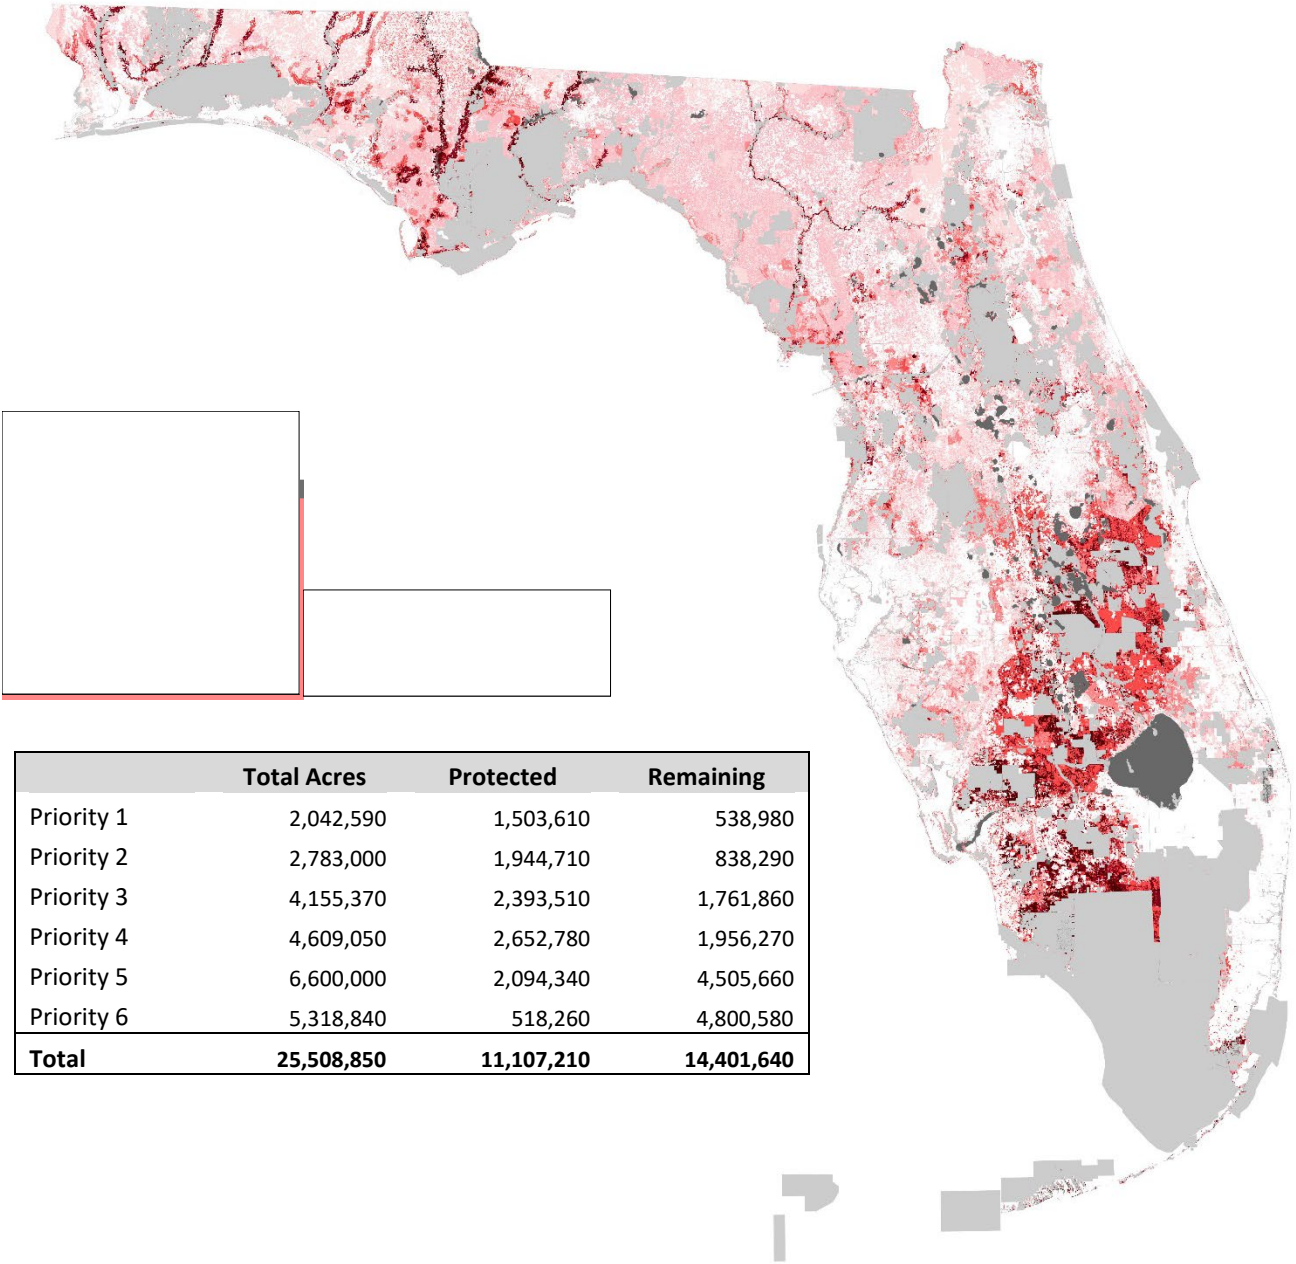 Total Acres Protected Remaining
Priority 1 2,042,590 1,503,610 538,980
Priority 2 2,783,000 1,944,710 838,290
Priority 3 4,155,370 2,393,510 1,761,860
Priority 4 4,609,050 2,652,780 1,956,270
Priority 5 6,600,000 2,094,340 4,505,660
Priority 6 5,318,840 518,260 4,800,580
Total 25,508,850 11,107,210 14,401,640